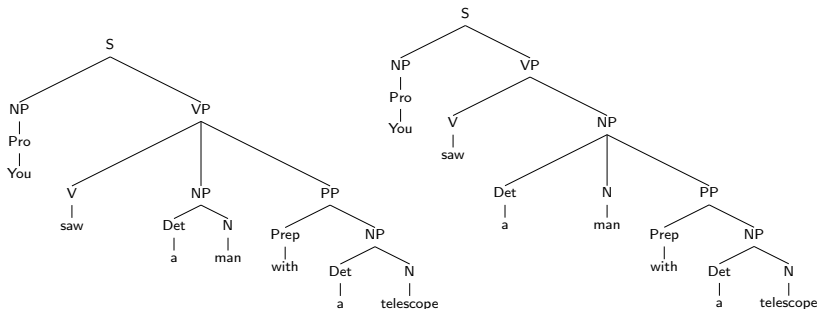 S
NP VP
Pro
You
V NP PP
saw Det N Prep NP
a man with Det N
a telescope
S
NP VP
Pro
You V NP
saw
Det N PP
a man Prep NP
with Det N
a telescope